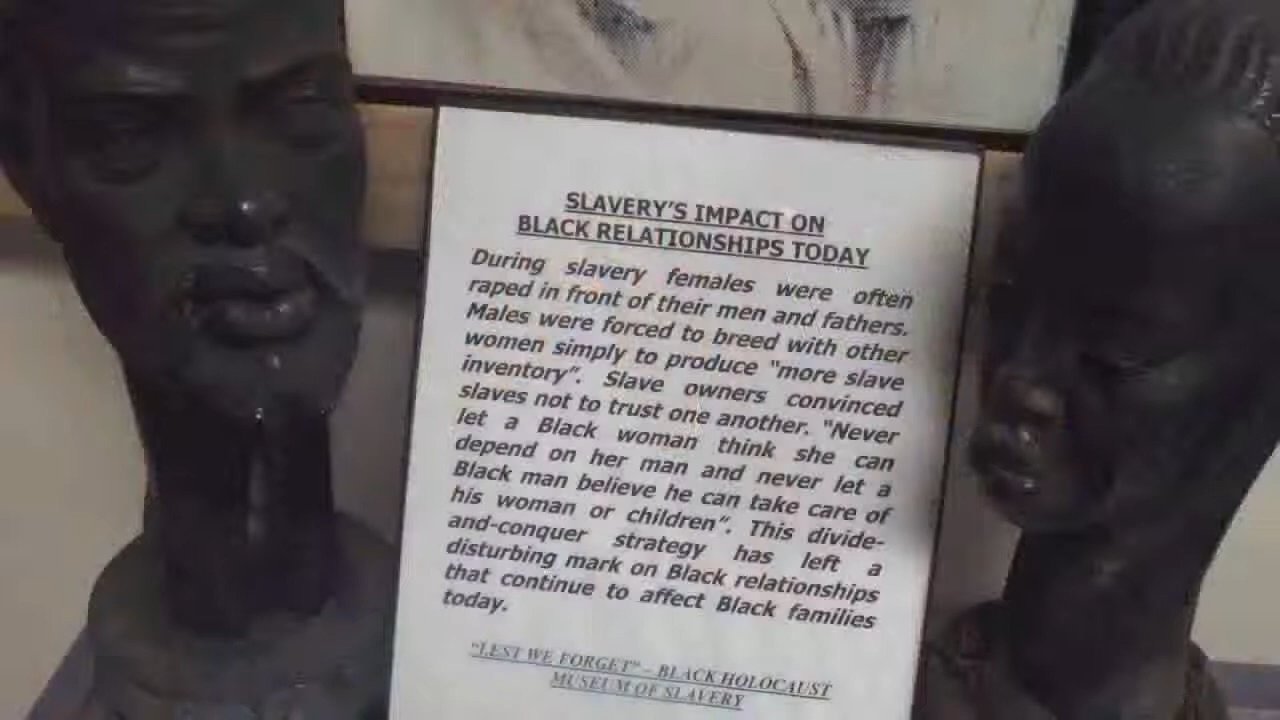 SLAVERY'S IMPACT ON
BLACK RELATIONSHIPS TODAY
During slavery females were often
raped in front of their men and fathers.
Males were forced to breed with other
women simply to produce "more slave
inventory". Slave owners convinced
slaves not to trust one another. "Never
let a Black woman think she can
depend on her man and never let a
Black man believe he can take care of
his woman or children". This divide-
and-conquer strategy has left a
disturbing mark on Black relationships
that continue to affect Black families
today.
"LEST WE FORGET" – BLACK HOLOCAUST
MUSEUM OF SLAVERY